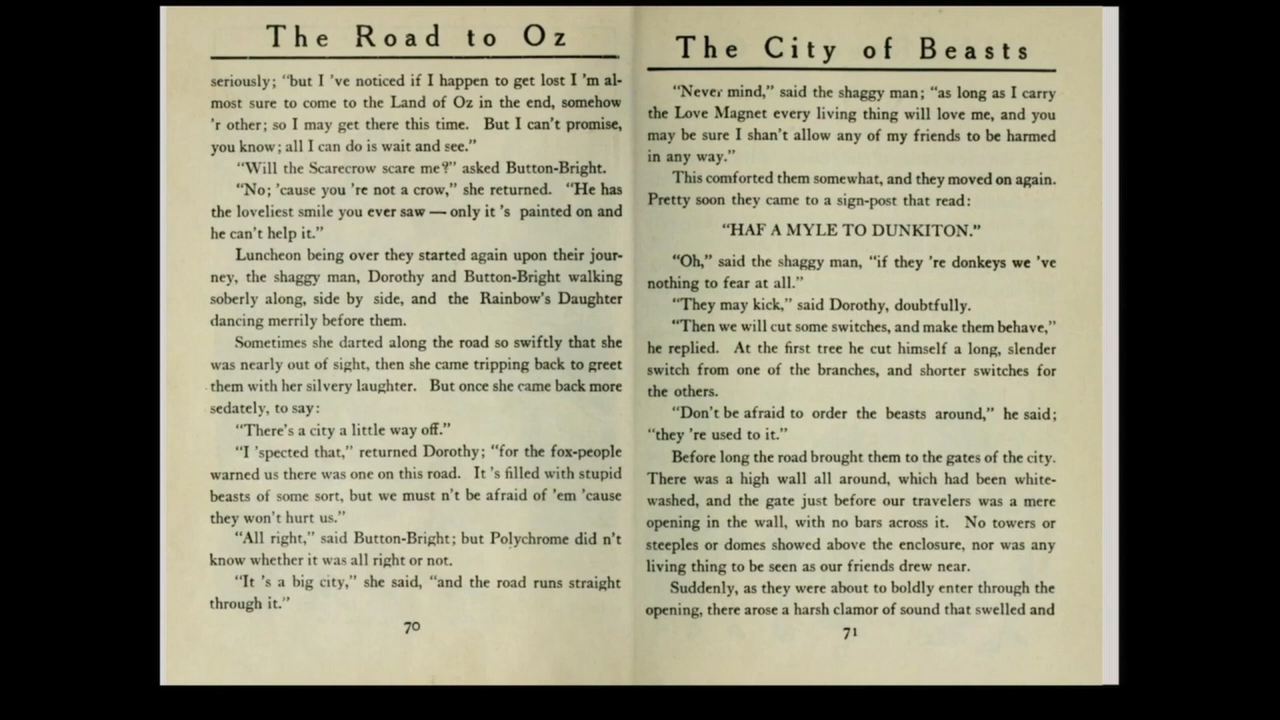 The Road to Oz
seriously; "but I 've noticed if I happen to get lost I 'm al-
most sure to come to the Land of Oz in the end, somehow
'r other; so I may get there this time. But I can't promise,
you know; all I can do is wait and see."
"Will the Scarecrow scare me?" asked Button-Bright.
"No; 'cause you 're not a crow," she returned. "He has
the loveliest smile you ever saw — only it 's painted on and
he can't help it."
Luncheon being over they started again upon their jour-
ney, the shaggy man, Dorothy and Button-Bright walking
soberly along, side by side, and the Rainbow's Daughter
dancing merrily before them.
Sometimes she darted along the road so swiftly that she
was nearly out of sight, then she came tripping back to greet
them with her silvery laughter. But once she came back more
sedately, to say:
"There's a city a little way off."
"I 'spected that," returned Dorothy; "for the fox-people
warned us there was one on this road. It 's filled with stupid
beasts of some sort, but we must n't be afraid of 'em 'cause
they won't hurt us."
"All right," said Button-Bright; but Polychrome did n't
know whether it was all right or not.
"It 's a big city," she said, "and the road runs straight
through it."
70
The City of Beasts
"Never mind," said the shaggy man; "as long as I carry
the Love Magnet every living thing will love me, and you
may be sure I shan't allow any of my friends to be harmed
in any way."
This comforted them somewhat, and they moved on again.
Pretty soon they came to a sign-post that read:
"HAF A MYLE TO DUNKITON."
"Oh," said the shaggy man, "if they 're donkeys we 've
nothing to fear at all."
"They may kick," said Dorothy, doubtfully.
"Then we will cut some switches, and make them behave,"
he replied. At the first tree he cut himself a long, slender
switch from one of the branches, and shorter switches for
the others.
"Don't be afraid to order the beasts around," he said;
"they 're used to it."
Before long the road brought them to the gates of the city.
There was a high wall all around, which had been white-
washed, and the gate just before our travelers was a mere
opening in the wall, with no bars across it. No towers or
steeples or domes showed above the enclosure, nor was any
living thing to be seen as our friends drew near.
Suddenly, as they were about to boldly enter through the
opening, there arose a harsh clamor of sound that swelled and
71